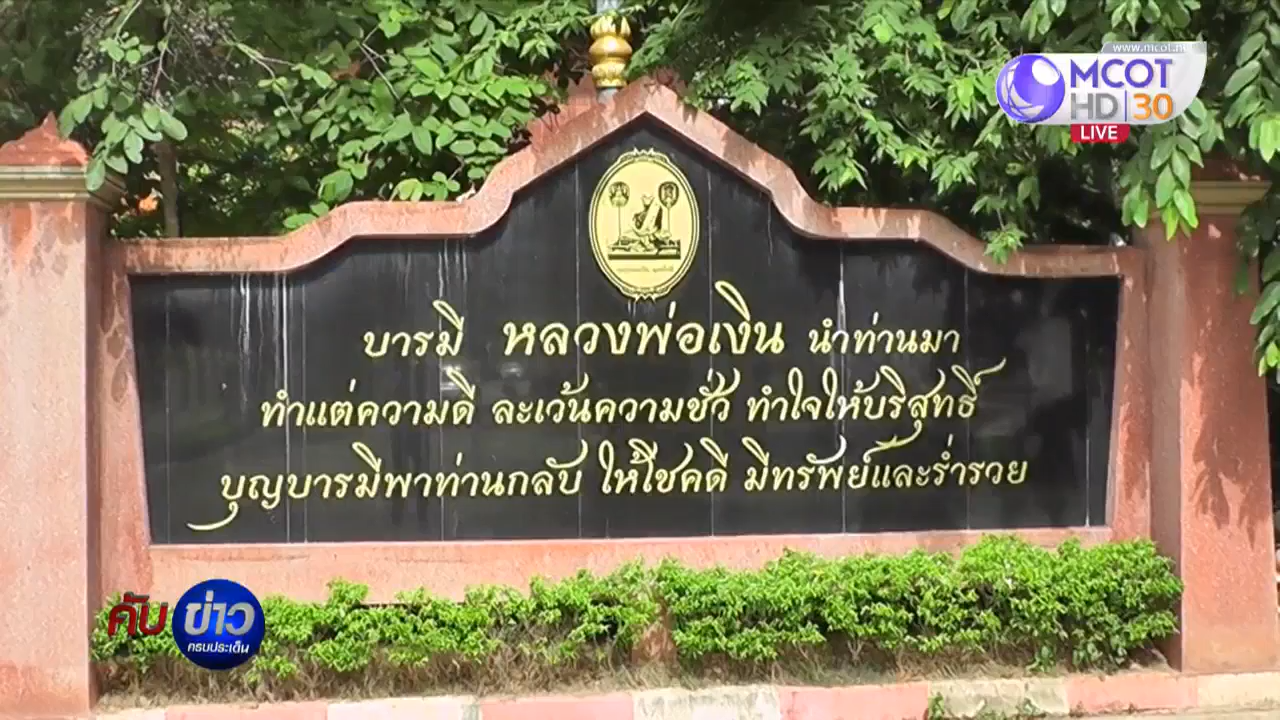 www.mcot.n
MCOT
HD 30
LIVE
บารมี หลวงพ่อเงิน นำท่านมา
ทำแต่ความดี ละเว้นความชั่ว ทำใจให้บริสุทธิ์
บุญบารมีพาท่านกลับ ให้โชคดี มีทรัพย์และร่ำรวย
คับ ข่าว
ครบประเด็น